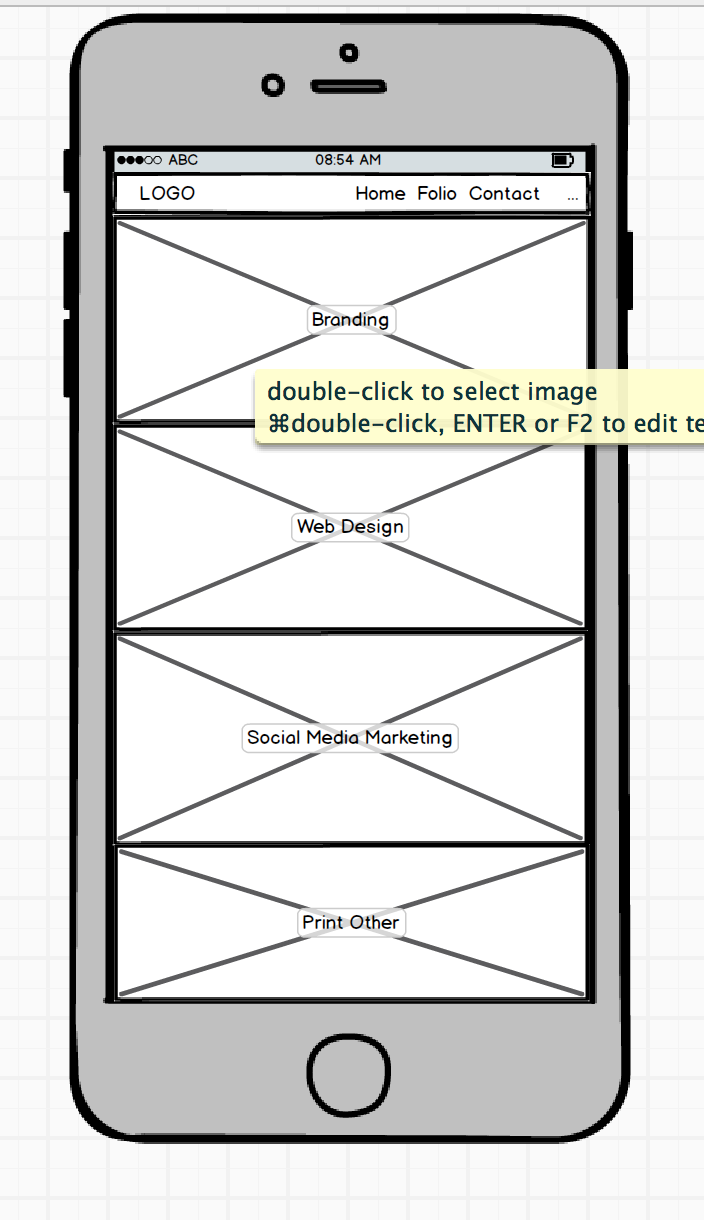 ABC 08:54 AM
LOGO Home Folio Contact ...
Branding
double-click to select image
⌘double-click, ENTER or F2 to edit te
Web Design
Social Media Marketing
Print Other